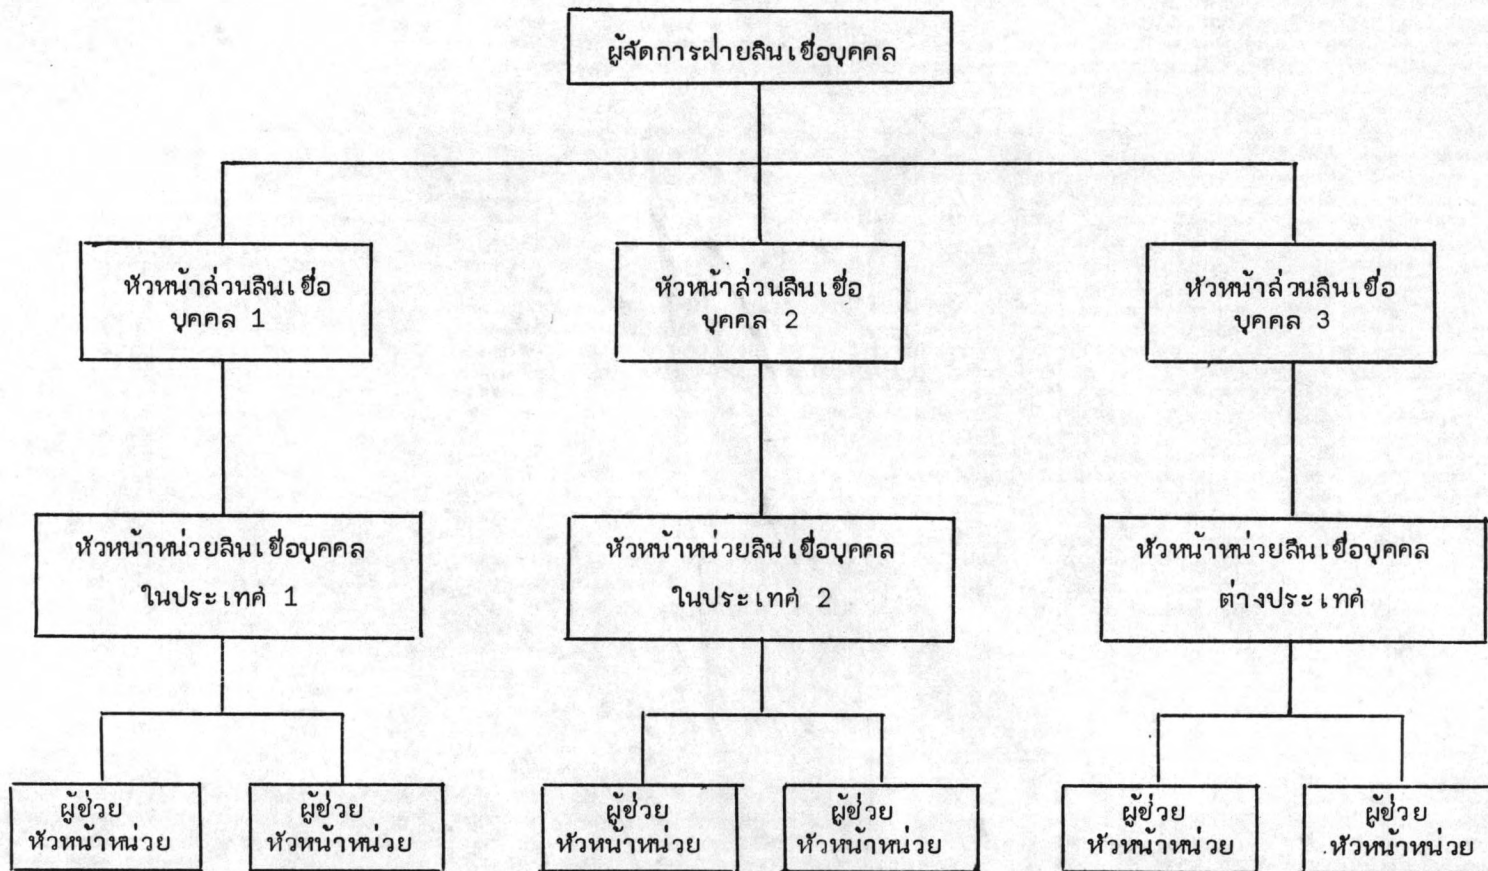 ผู้จัดการฝ่ายสินเชื่อบุคคล
หัวหน้าส่วนสินเชื่อ
บุคคล 1
หัวหน้าส่วนสินเชื่อ
บุคคล 2
หัวหน้าส่วนสินเชื่อ
บุคคล 3
หัวหน้าหน่วยสินเชื่อบุคคล
ในประเทศ 1
หัวหน้าหน่วยสินเชื่อบุคคล
ในประเทศ 2
หัวหน้าหน่วยสินเชื่อบุคคล
ต่างประเทศ
ผู้ช่วย
หัวหน้าหน่วย
ผู้ช่วย
หัวหน้าหน่วย
ผู้ช่วย
หัวหน้าหน่วย
ผู้ช่วย
หัวหน้าหน่วย
ผู้ช่วย
หัวหน้าหน่วย
ผู้ช่วย
หัวหน้าหน่วย